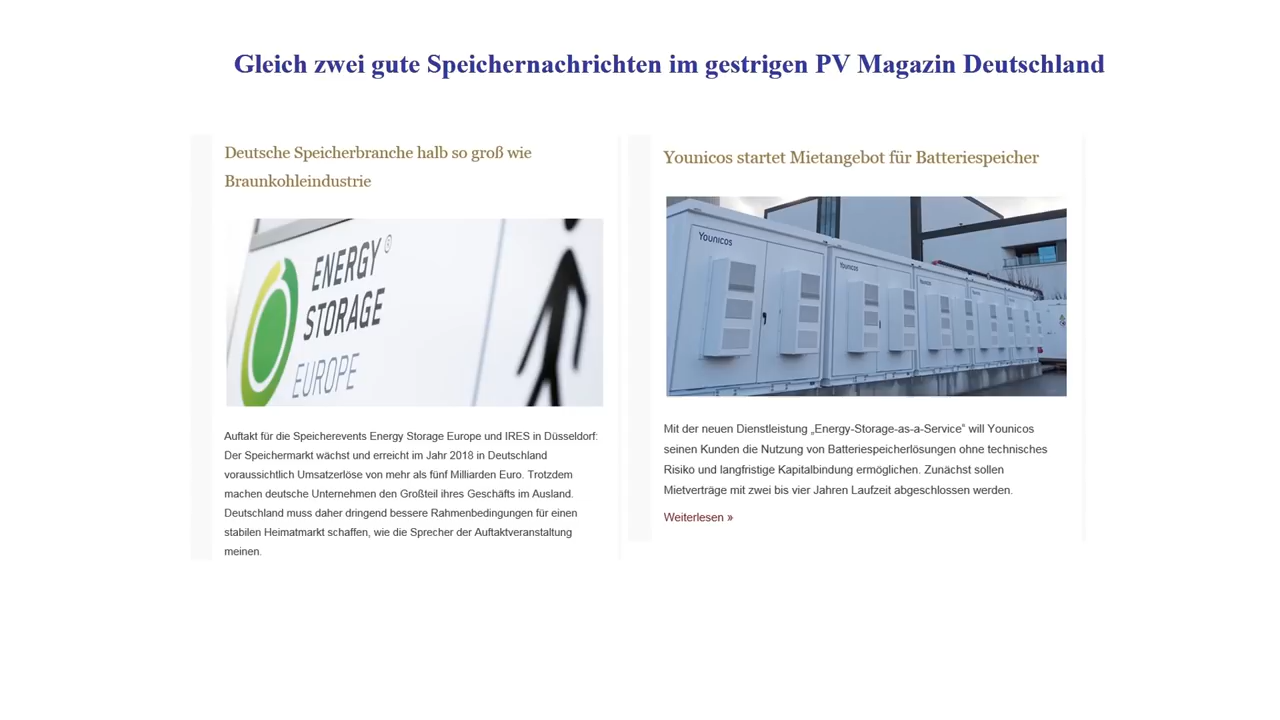 Gleich zwei gute Speichernachrichten im gestrigen PV Magazin Deutschland
Deutsche Speicherbranche halb so groß wie
Braunkohleindustrie
ENERGY ®
STORAGE
EUROPE
Auftakt für die Speicherevents Energy Storage Europe und IRES in Düsseldorf:
Der Speichermarkt wächst und erreicht im Jahr 2018 in Deutschland
voraussichtlich Umsatzerlöse von mehr als fünf Milliarden Euro. Trotzdem
machen deutsche Unternehmen den Großteil ihres Geschäfts im Ausland.
Deutschland muss daher dringend bessere Rahmenbedingungen für einen
stabilen Heimatmarkt schaffen, wie die Sprecher der Auftaktveranstaltung
meinen.
Younicos startet Mietangebot für Batteriespeicher
Younicos
Younicos
Younicos
Younicos
Mit der neuen Dienstleistung „Energy-Storage-as-a-Service“ will Younicos
seinen Kunden die Nutzung von Batteriespeicherlösungen ohne technisches
Risiko und langfristige Kapitalbindung ermöglichen. Zunächst sollen
Mietverträge mit zwei bis vier Jahren Laufzeit abgeschlossen werden.
Weiterlesen »